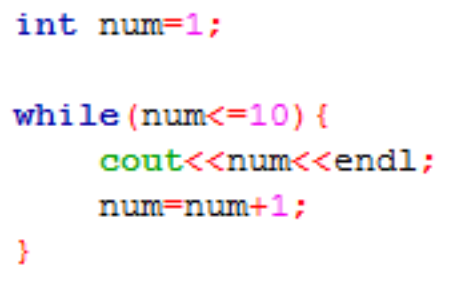 int num=1;
while(num<=10){
cout<<num<<endl;
num=num+1;
}